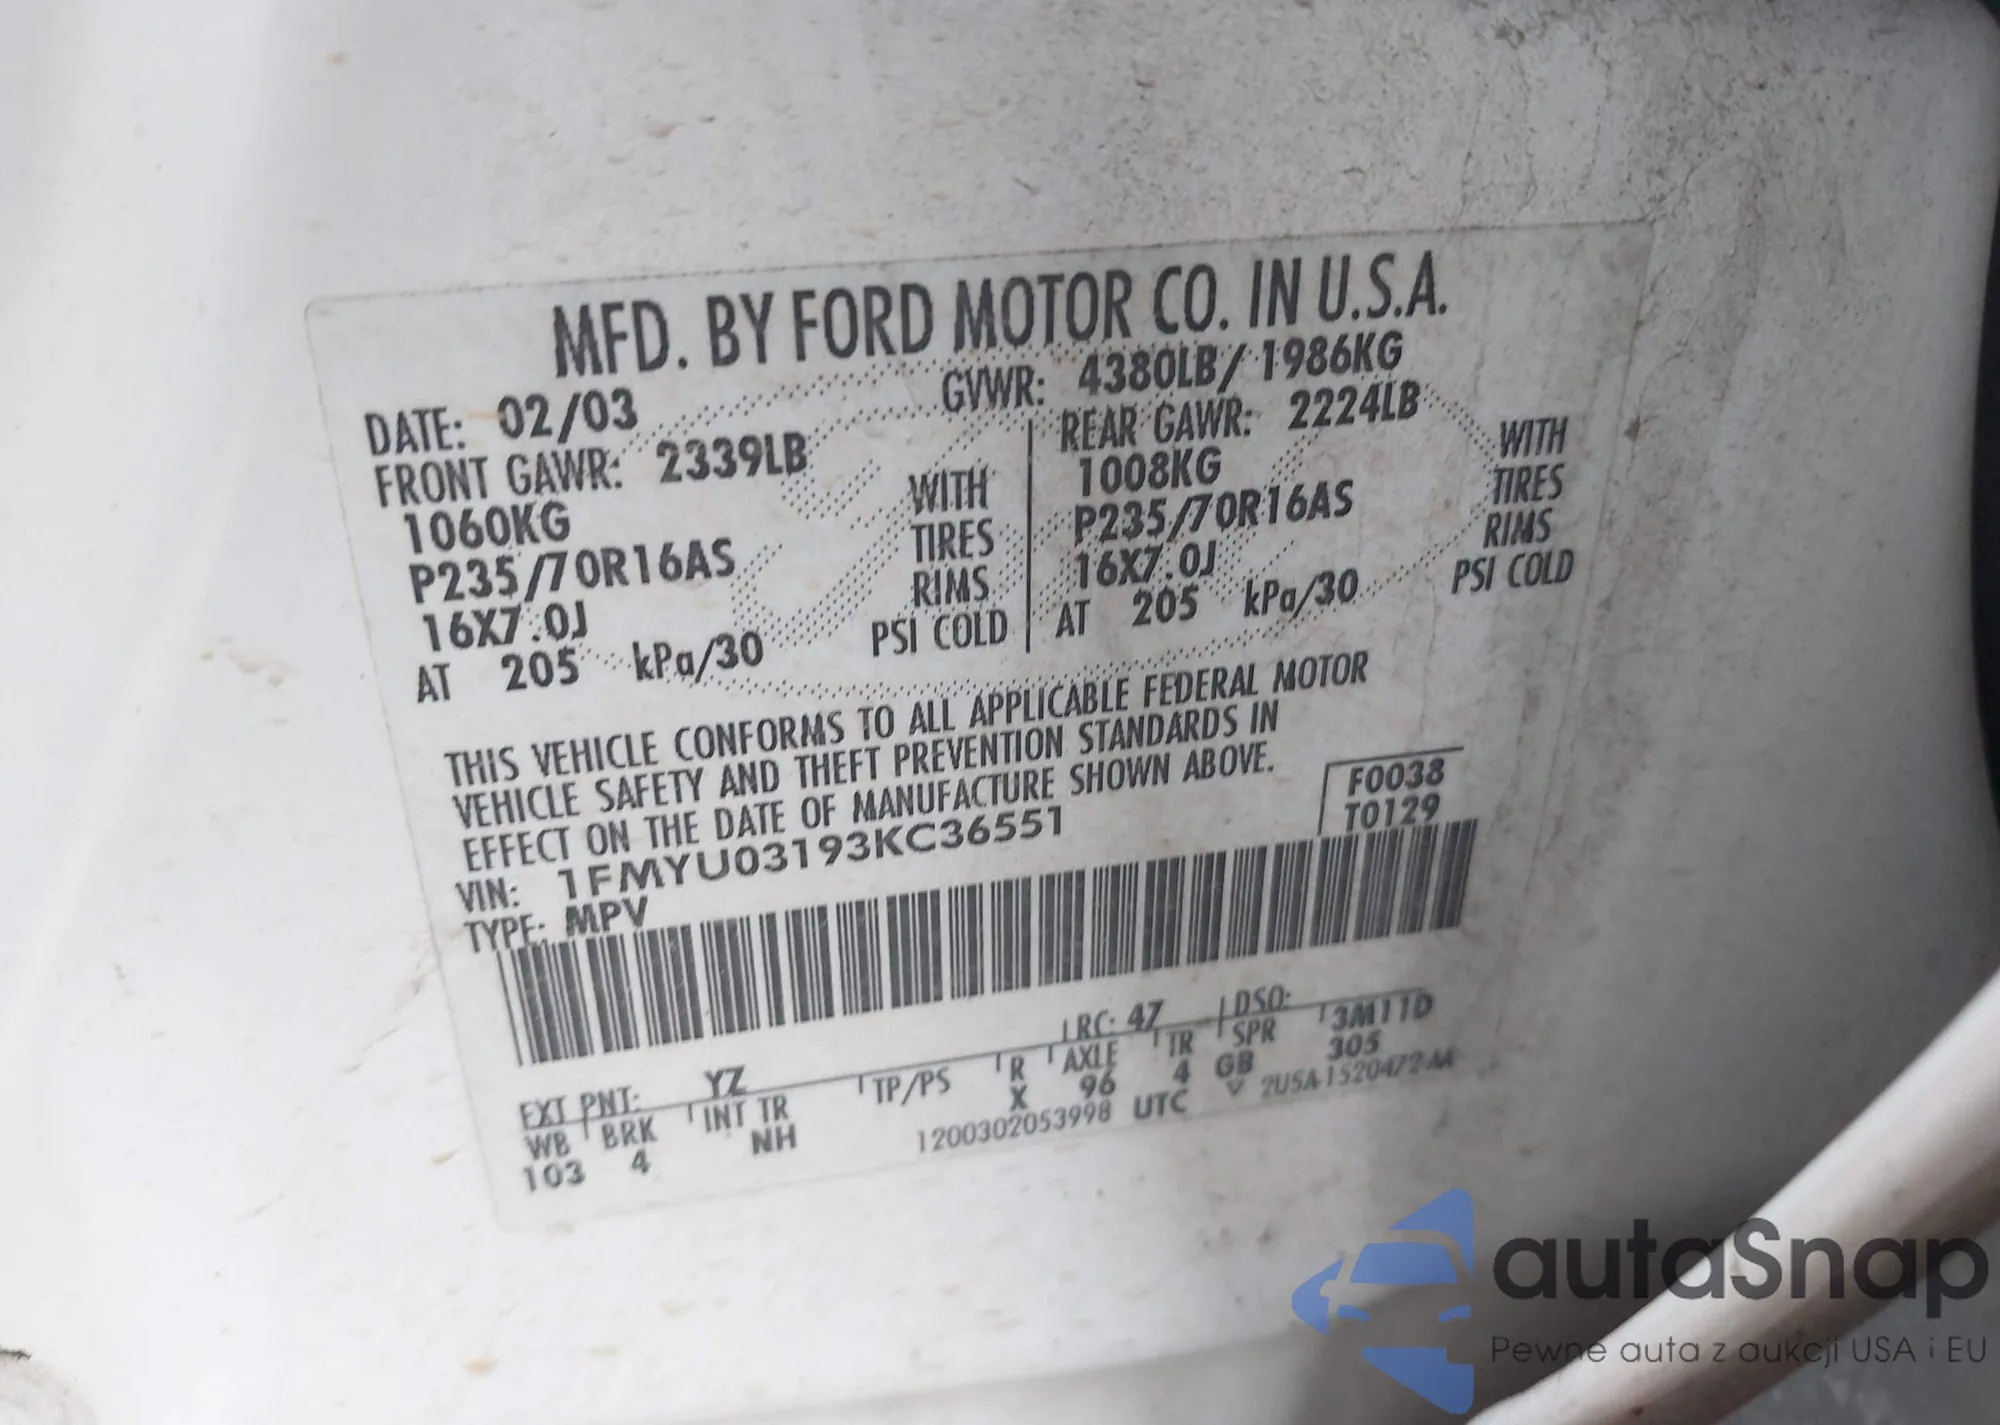 MFD. BY FORD MOTOR CO. IN U.S.A.
DATE: 02/03 GVWR: 4380LB/ 1986KG
FRONT GAWR: 2339LB REAR GAWR: 2224LB
1060KG WITH 1008KG WITH
P235/70R16AS TIRES P235/70R16AS TIRES
16X7.0J RIMS 16X7.0J RIMS
AT 205 kPa/30 PSI COLD AT 205 kPa/30 PSI COLD
THIS VEHICLE CONFORMS TO ALL APPLICABLE FEDERAL MOTOR
VEHICLE SAFETY AND THEFT PREVENTION STANDARDS IN
EFFECT ON THE DATE OF MANUFACTURE SHOWN ABOVE.
F0038
VIN: 1FMYU03193KC36551 T0129
TYPE: MPV
EXT PNT: YZ RC: 47 DSO:
WB BRK INT TR TP/PS R AXLE TR SPR 3M11D
103 4 NH X 96 4 GB 305
1200302053998 UTC V 2U5A-1520472-AA
autaSnap
Pewne auta z aukcji USA i EU